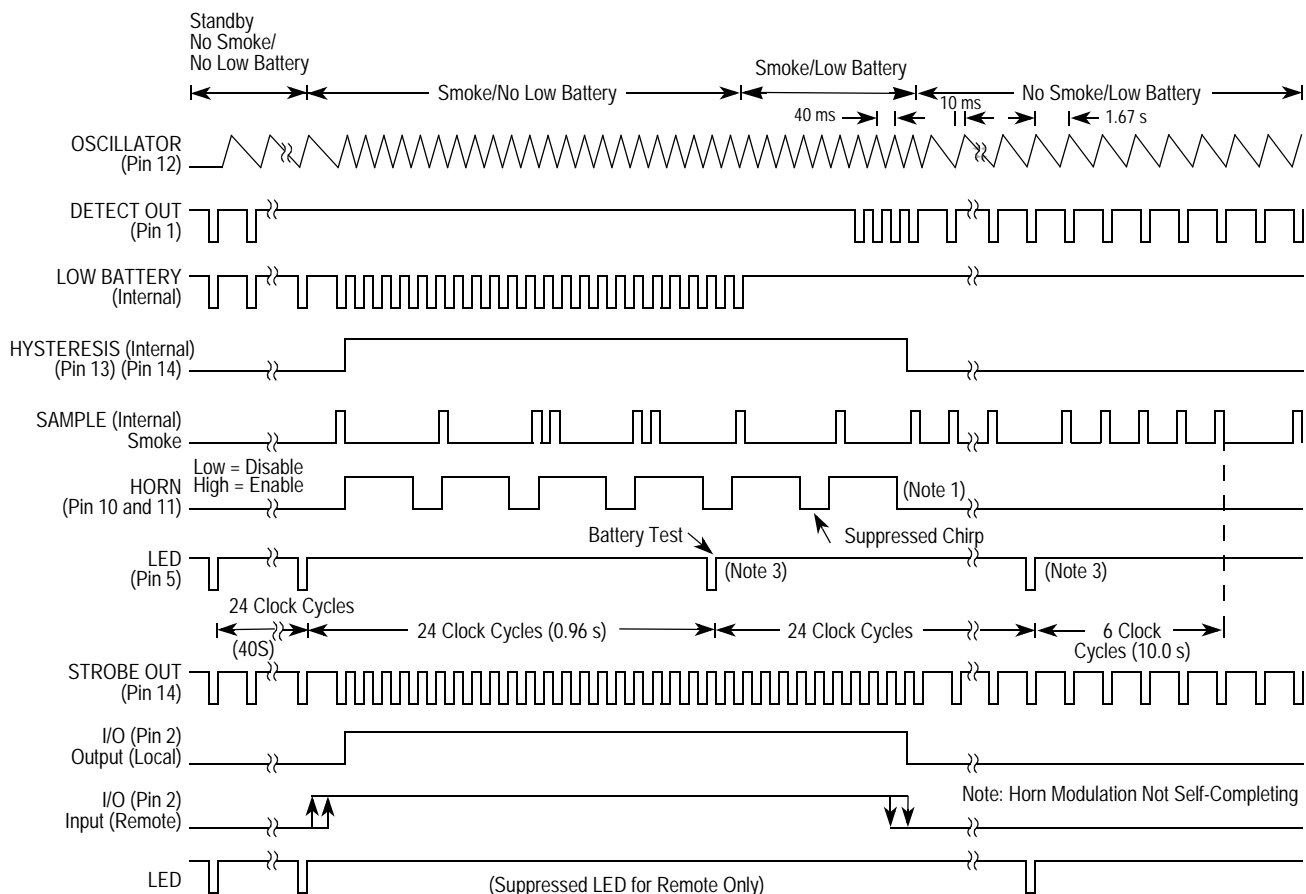 Standby
No Smoke/
No Low Battery
Smoke/No Low Battery
Smoke/Low Battery
No Smoke/Low Battery
40 ms
10 ms
1.67 s
OSCILLATOR
(Pin 12)
DETECT OUT
(Pin 1)
LOW BATTERY
(Internal)
HYSTERESIS (Internal)
(Pin 13) (Pin 14)
SAMPLE (Internal)
Smoke
Low = Disable
High = Enable
HORN
(Pin 10 and 11)
(Note 1)
Battery Test
Suppressed Chirp
LED
(Pin 5)
(Note 3)
(Note 3)
24 Clock Cycles
(40S)
24 Clock Cycles (0.96 s)
24 Clock Cycles
6 Clock
Cycles (10.0 s)
STROBE OUT
(Pin 14)
I/O (Pin 2)
Output (Local)
I/O (Pin 2)
Input (Remote)
Note: Horn Modulation Not Self-Completing
LED
(Suppressed LED for Remote Only)